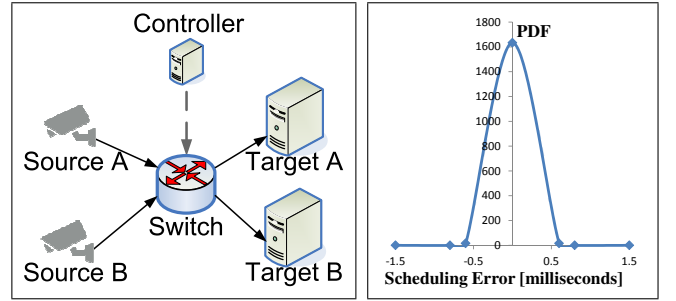 Controller
Source A
Target A
Switch
Source B
Target B
PDF
1800
1600
1400
1200
1000
800
600
400
200
0
-1.5
-0.5
0.5
1.5
Scheduling Error [milliseconds]